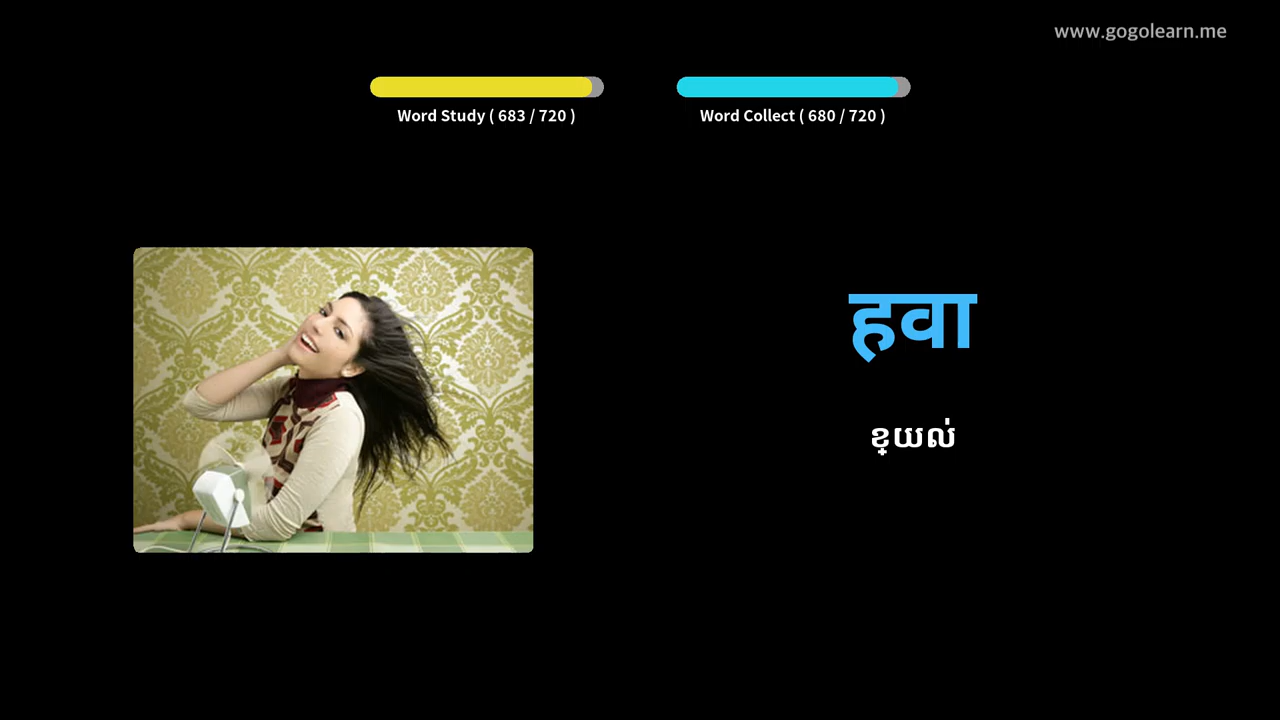 www.gogolearn.me
Word Study ( 683 / 720 )
Word Collect ( 680 / 720 )
हवा
ខ្យល់